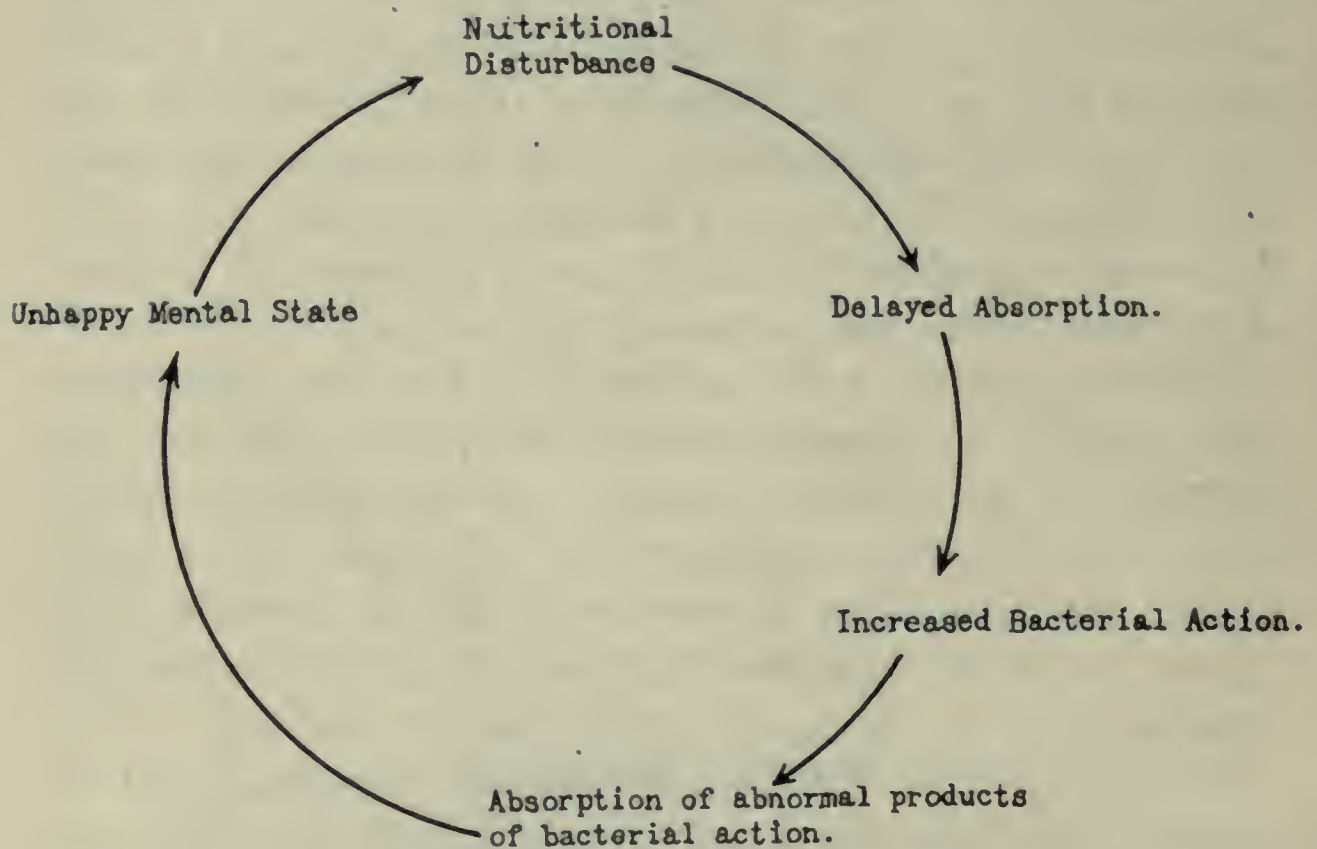 Nutritional
Disturbance
Unhappy Mental State
Delayed Absorption.
Increased Bacterial Action.
Absorption of abnormal products
of bacterial action.